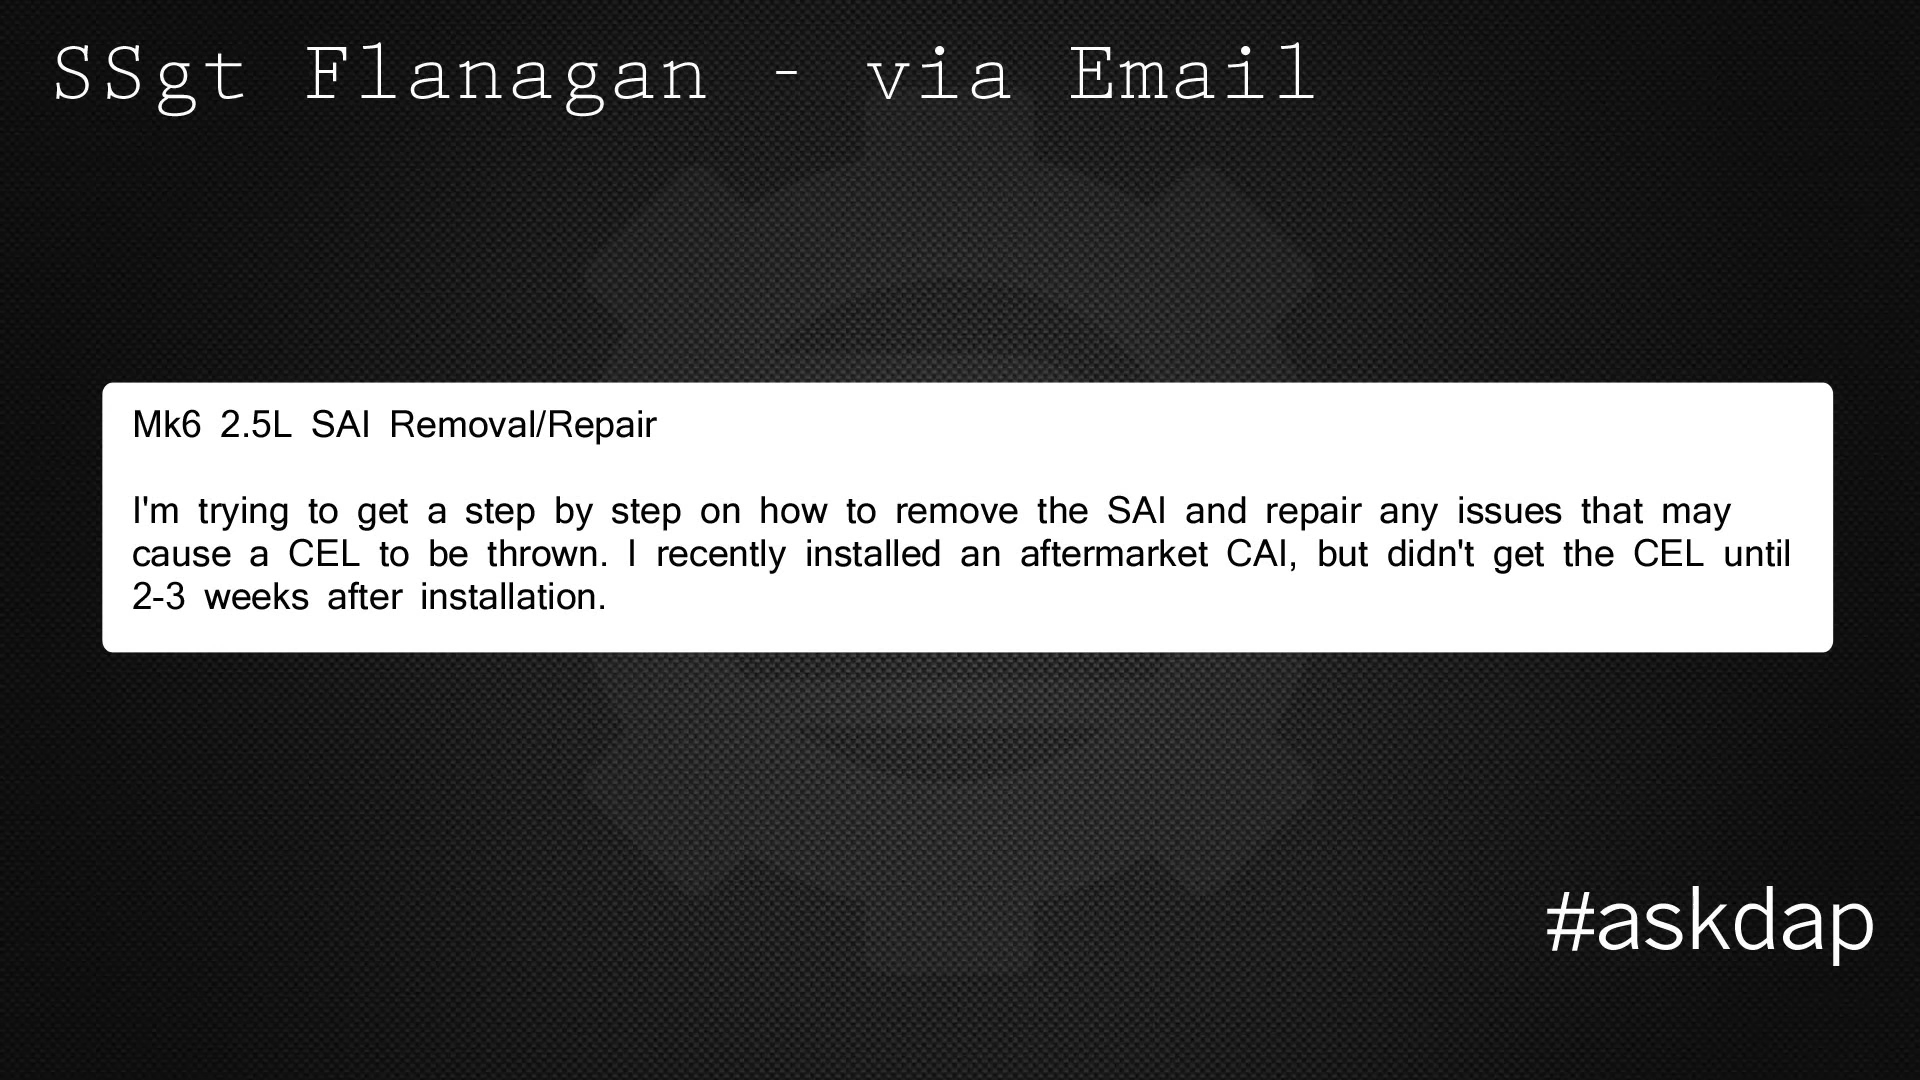 SSgt Flanagan - via Email
Mk6 2.5L SAI Removal/Repair
I'm trying to get a step by step on how to remove the SAI and repair any issues that may
cause a CEL to be thrown. I recently installed an aftermarket CAI, but didn't get the CEL until
2-3 weeks after installation.
#askdap